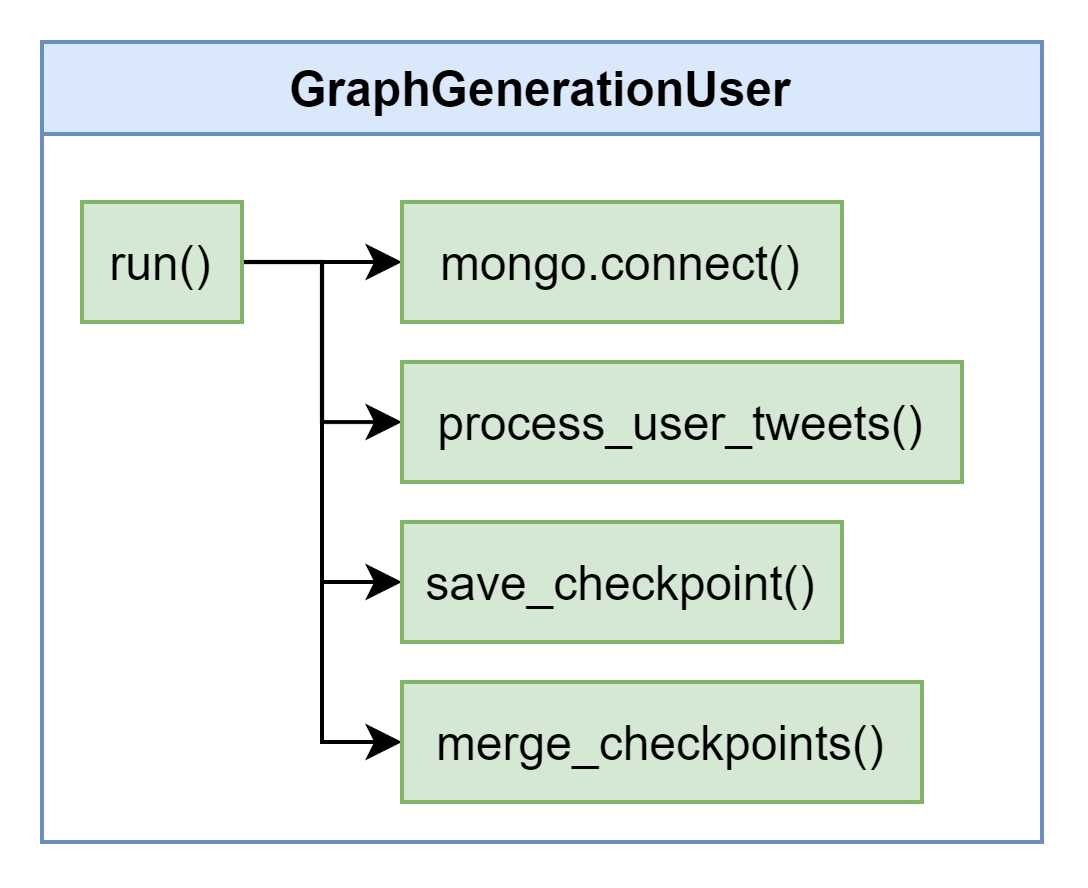 GraphGenerationUser
run()
mongo.connect()
process_user_tweets()
save_checkpoint()
merge_checkpoints()